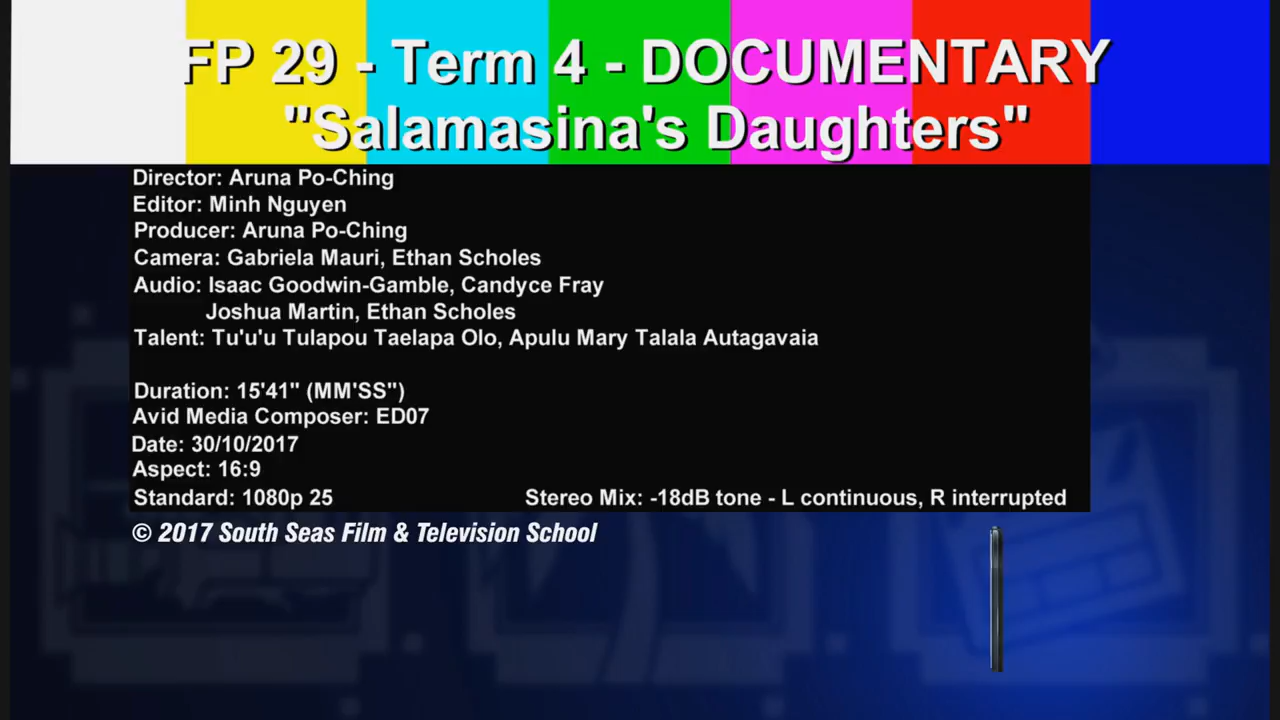 FP 29 - Term 4 - DOCUMENTARY
"Salamasina's Daughters"
Director: Aruna Po-Ching
Editor: Minh Nguyen
Producer: Aruna Po-Ching
Camera: Gabriela Mauri, Ethan Scholes
Audio: Isaac Goodwin-Gamble, Candyce Fray
Joshua Martin, Ethan Scholes
Talent: Tu'u'u Tulapou Taelapa Olo, Apulu Mary Talala Autagavaia
Duration: 15'41" (MM'SS")
Avid Media Composer: ED07
Date: 30/10/2017
Aspect: 16:9
Standard: 1080p 25 Stereo Mix: -18dB tone - L continuous, R interrupted
© 2017 South Seas Film & Television School